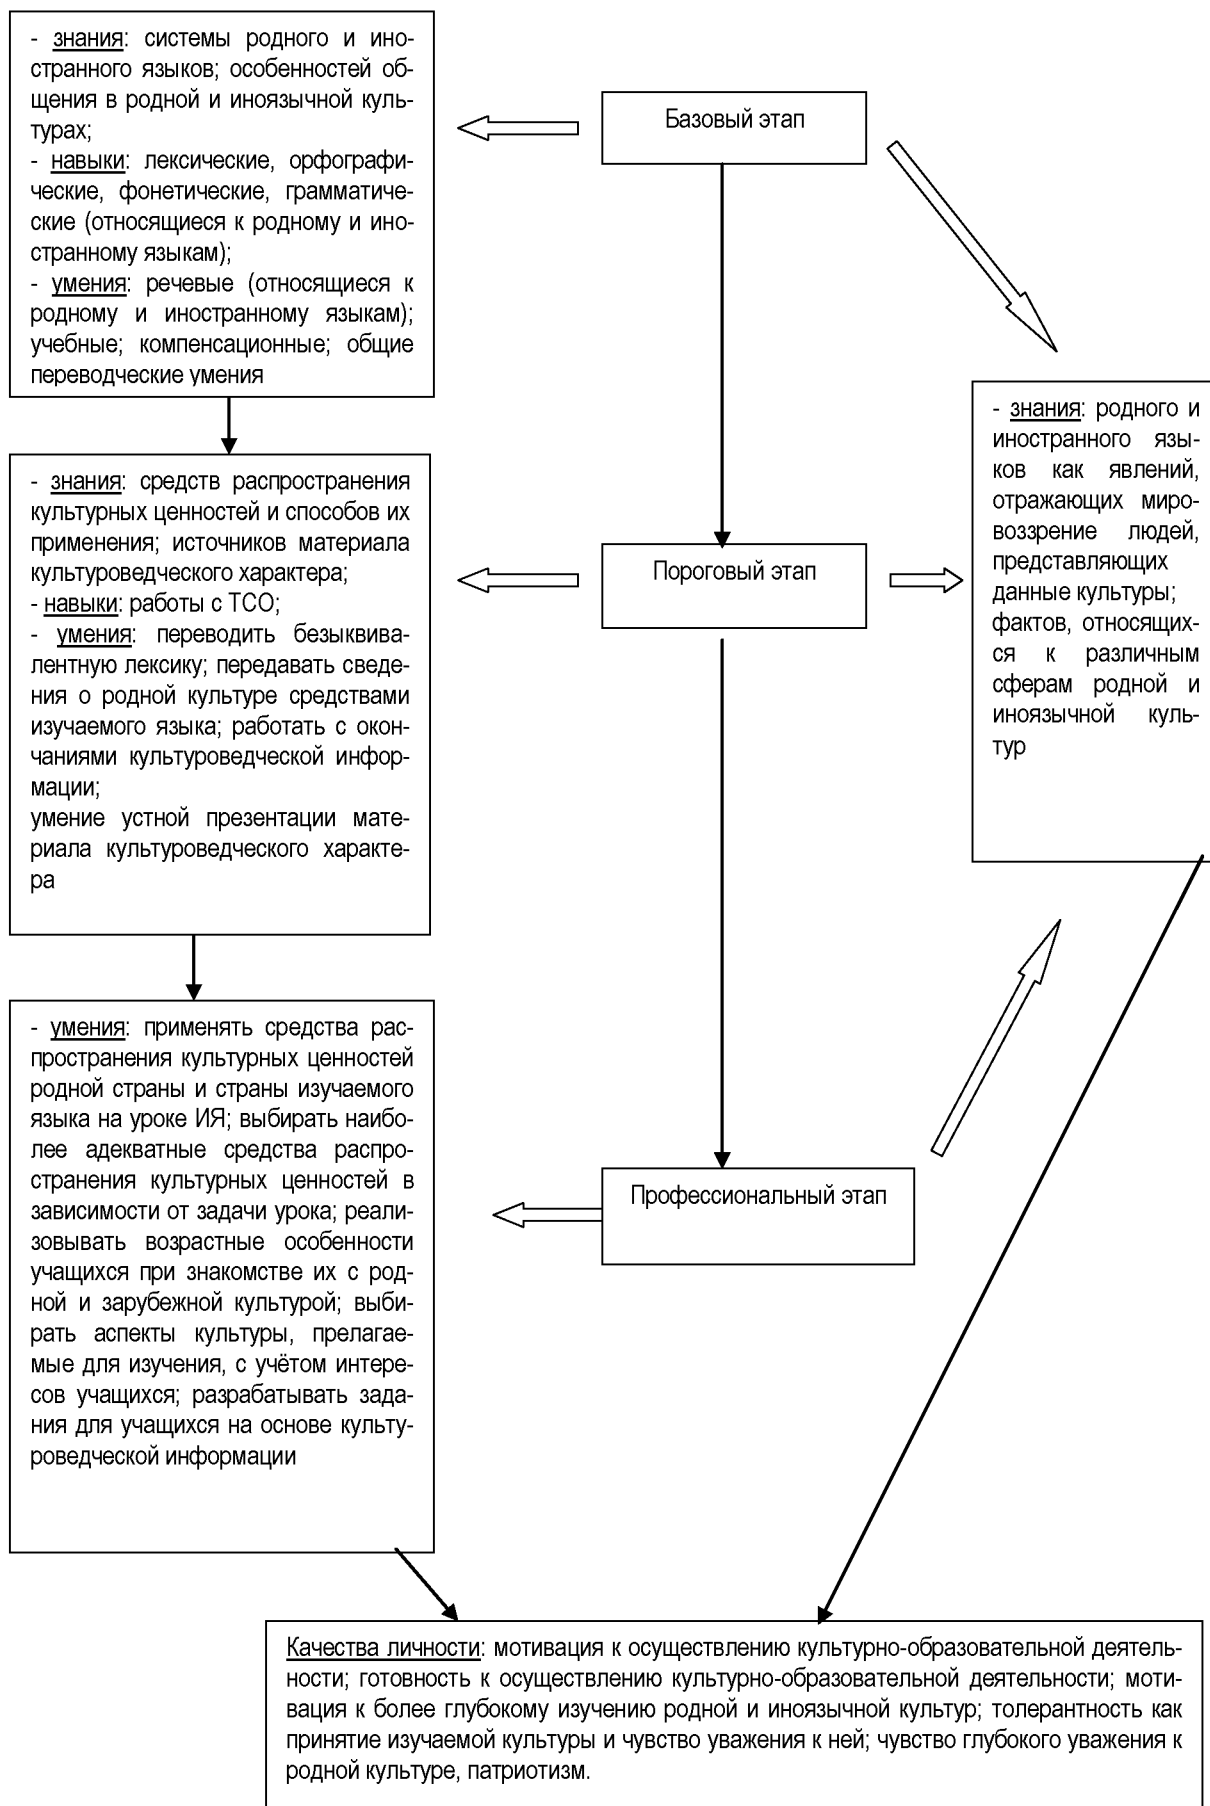 - знания: системы родного и ино-
странного языков; особенностей об-
щения в родной и иноязычной куль-
турах;
- навыки: лексические, орфографи-
ческие, фонетические, грамматиче-
ские (относящиеся к родному и ино-
странному языкам);
- умения: речевые (относящиеся к
родному и иностранному языкам);
учебные; компенсационные; общие
переводческие умения
Базовый этап
- знания: средств распространения
культурных ценностей и способов их
применения; источников материала
культуроведческого характера;
- навыки: работы с ТСО;
- умения: переводить безыквива-
лентную лексику; передавать сведе-
ния о родной культуре средствами
изучаемого языка; работать с окон-
чаниями культуроведческой инфор-
мации;
умение устной презентации мате-
риала культуроведческого характе-
ра
Пороговый этап
- знания: родного и
иностранного язы-
ков как явлений,
отражающих миро-
воззрение людей,
представляющих
данные культуры;
фактов, относящих-
ся к различным
сферам родной и
иноязычной куль-
тур
- умения: применять средства рас-
пространения культурных ценностей
родной страны и страны изучаемого
языка на уроке ИЯ; выбирать наибо-
лее адекватные средства распро-
странения культурных ценностей в
зависимости от задачи урока; реали-
зовывать возрастные особенности
учащихся при знакомстве их с род-
ной и зарубежной культурой; выби-
рать аспекты культуры, прелагае-
мые для изучения, с учётом интере-
сов учащихся; разрабатывать зада-
ния для учащихся на основе культу-
роведческой информации
Профессиональный этап
Качества личности: мотивация к осуществлению культурно-образовательной деятель-
ности; готовность к осуществлению культурно-образовательной деятельности; моти-
вация к более глубокому изучению родной и иноязычной культур; толерантность как
принятие изучаемой культуры и чувство уважения к ней; чувство глубокого уважения к
родной культуре, патриотизм.